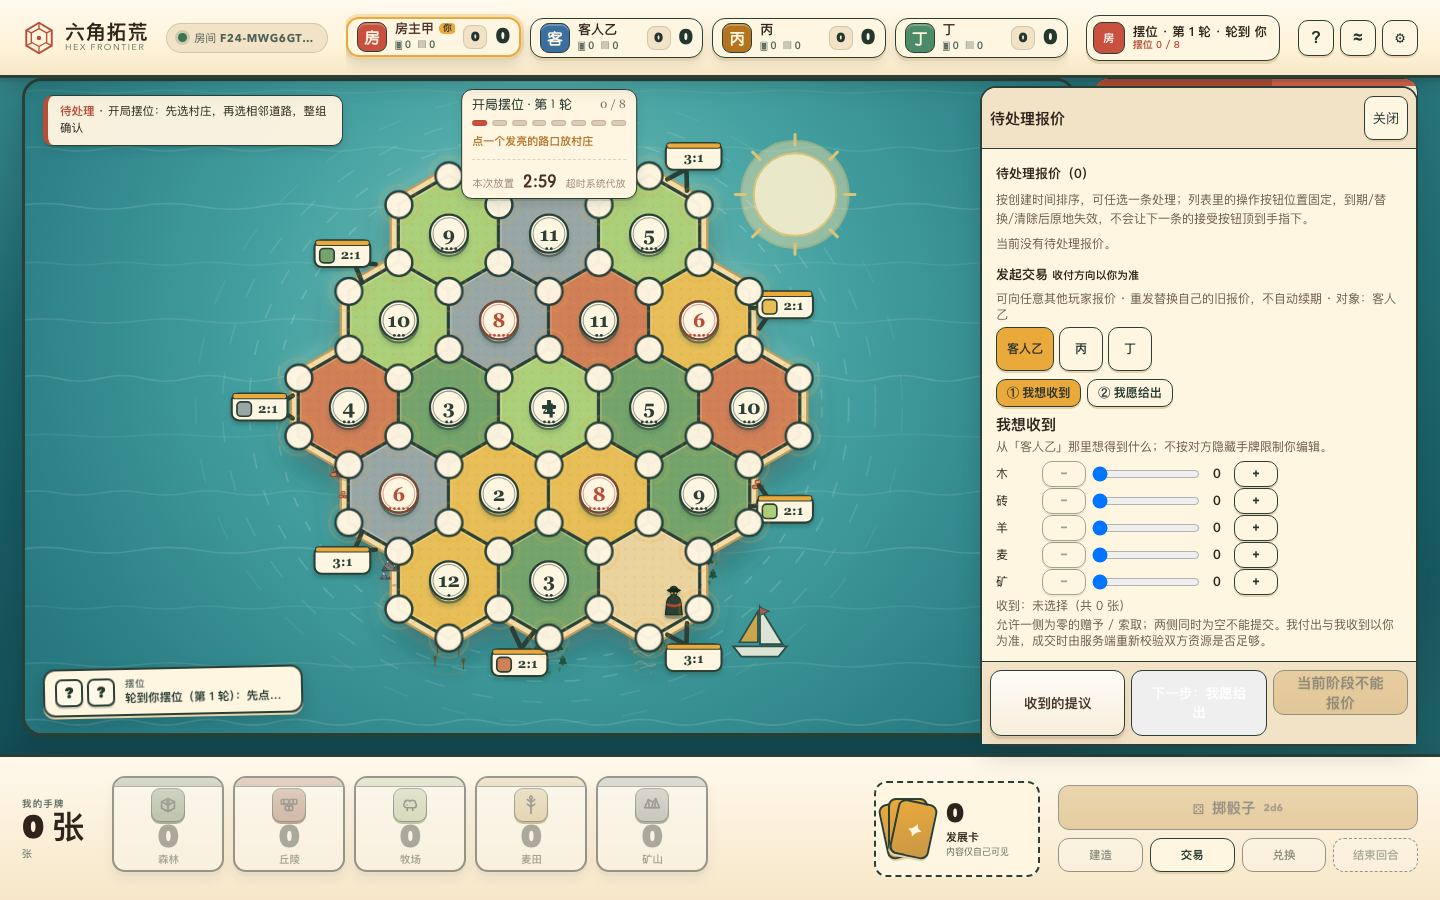 六角拓荒
HEX FRONTIER
房间 F24-MWG6GT...
房 房主甲 你
0 0 0 0
客 客人乙
0 0 0 0
丙 丙
0 0 0 0
丁 丁
0 0 0 0
房 摆位 · 第 1 轮 · 轮到 你
摆位 0 / 8
? ≈
待处理 · 开局摆位：先选村庄，再选相邻道路，整组
确认
开局摆位 · 第 1 轮 0 / 8
点一个发亮的路口放村庄
本次放置 2:59 超时系统代放
3:1
9 11 5
2:1
10 8 11 6
2:1
2:1
4 3 5 10
6 2 8 9
2:1
3:1
12 3
2:1
3:1
? ?
摆位
轮到你摆位（第 1 轮）：先点...
待处理报价
关闭
待处理报价（0）
按创建时间排序，可任选一条处理；列表里的操作按钮位置固定，到期/替
换/清除后原地失效，不会让下一条的接受按钮顶到手指下。
当前没有待处理报价。
发起交易 收付方向以你为准
可向任意其他玩家报价 · 重发替换自己的旧报价，不自动续期 · 对象：客人
乙
客人乙 丙 丁
① 我想收到 ② 我愿给出
我想收到
从「客人乙」那里想得到什么；不按对方隐藏手牌限制你编辑。
木 − 0 +
砖 − 0 +
羊 − 0 +
麦 − 0 +
矿 − 0 +
收到：未选择（共 0 张）
允许一侧为零的赠予 / 索取；两侧同时为空不能提交。我付出与我收到以你
为准，成交时由服务端重新校验双方资源是否足够。
收到的提议
下一步：我愿给
出
当前阶段不能
报价
我的手牌
0 张
张
0
森林
0
丘陵
0
牧场
0
麦田
0
矿山
0
发展卡
内容仅自己可见
掷骰子 2d6
建造 交易 兑换 结束回合